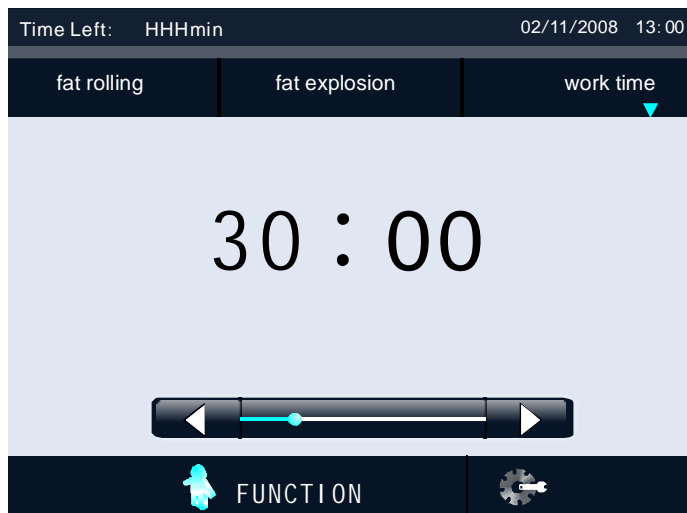 Time Left: HHHmin 02/11/2008 13:00
fat rolling fat explosion work time
30:00
FUNCTION